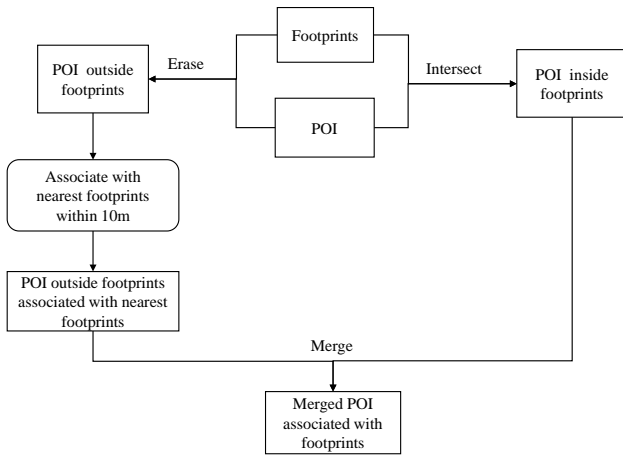 Footprints
POI outside
footprints
Erase
Intersect
POI inside
footprints
POI
Associate with
nearest footprints
within 10m
POI outside footprints
associated with nearest
footprints
Merge
Merged POI
associated with
footprints